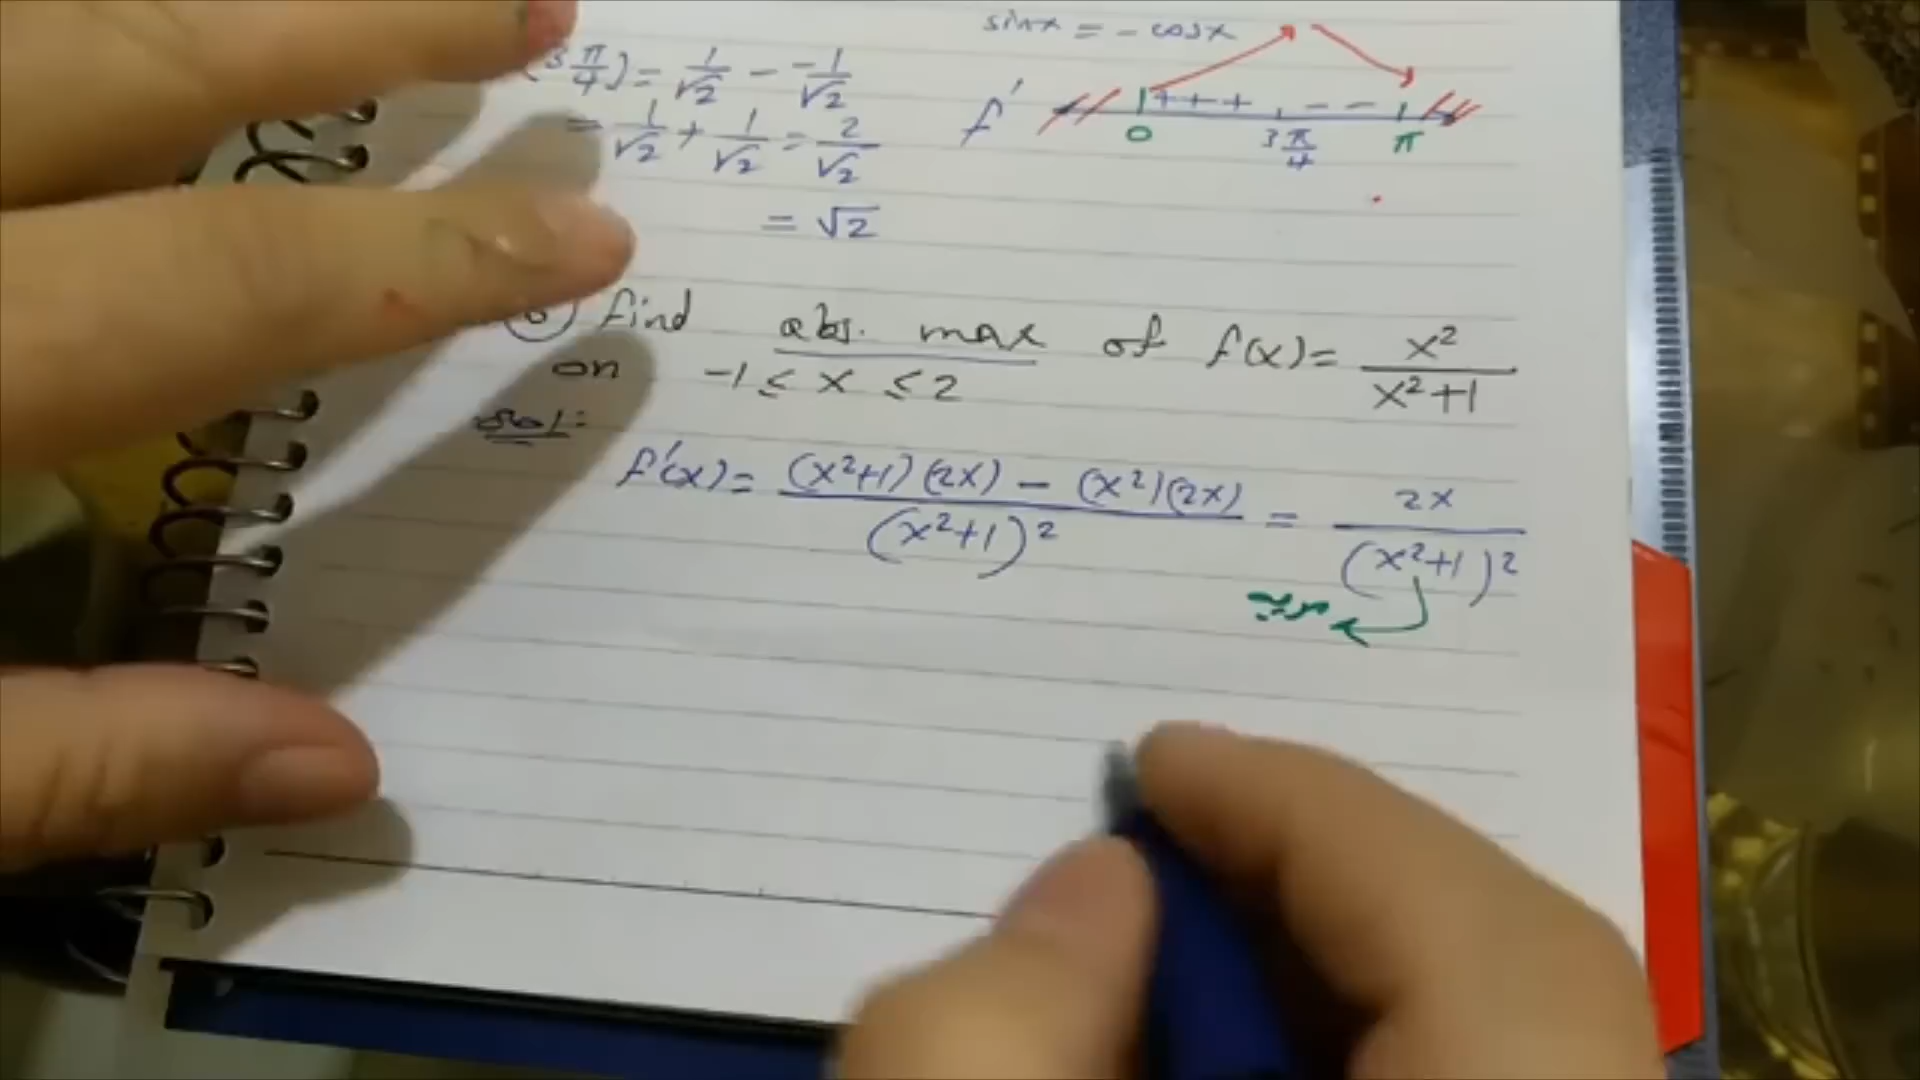 sinx = - cosx
(3π/4) = 1/√2 - -1/√2
= 1/√2 + 1/√2 = 2/√2
= √2
f' +++ - -
0 3π/4 π
6 find abs. max of f(x) = x²/(x²+1)
on -1 ≤ x ≤ 2
Sol:
f'(x) = ((x²+1)(2x) - (x²)(2x))/(x²+1)² = 2x/(x²+1)²